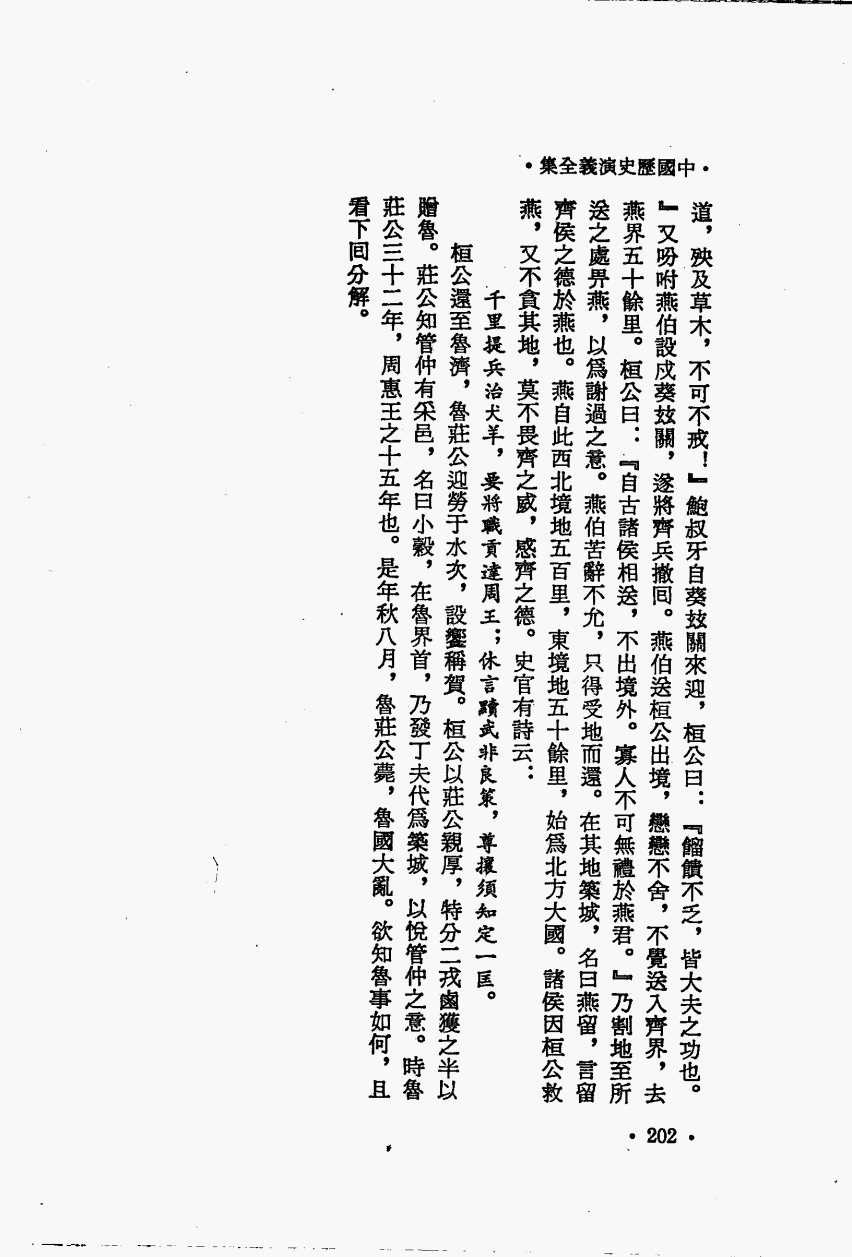 •中國歷史演義全集•
道，殃及草木，不可不戒！』鮑叔牙自葵玆關來迎，桓公曰：『餾饋不乏，皆大夫之功也。
』又吩咐燕伯設戍葵玆關，遂將齊兵撤回。燕伯送桓公出境，戀戀不舍，不覺送入齊界，去
燕界五十餘里。桓公曰：『自古諸侯相送，不出境外。寡人不可無禮於燕君。』乃割地至所
送之處畀燕，以爲謝過之意。燕伯苦辭不允，只得受地而還。在其地築城，名曰燕留，言留
齊侯之德於燕也。燕自此西北境地五百里，東境地五十餘里，始爲北方大國。諸侯因桓公救
燕，又不貪其地，莫不畏齊之威，感齊之德。史官有詩云：
千里提兵治犬羊，要將職貢達周王；休言黷武非良策，尊攘須知定一匡。
桓公還至魯濟，魯莊公迎勞于水次，設饗稱賀。桓公以莊公親厚，特分二戎鹵獲之半以
贈魯。莊公知管仲有采邑，名曰小穀，在魯界首，乃發丁夫代爲築城，以悅管仲之意。時魯
莊公三十二年，周惠王之十五年也。是年秋八月，魯莊公薨，魯國大亂。欲知魯事如何，且
看下回分解。
•202•